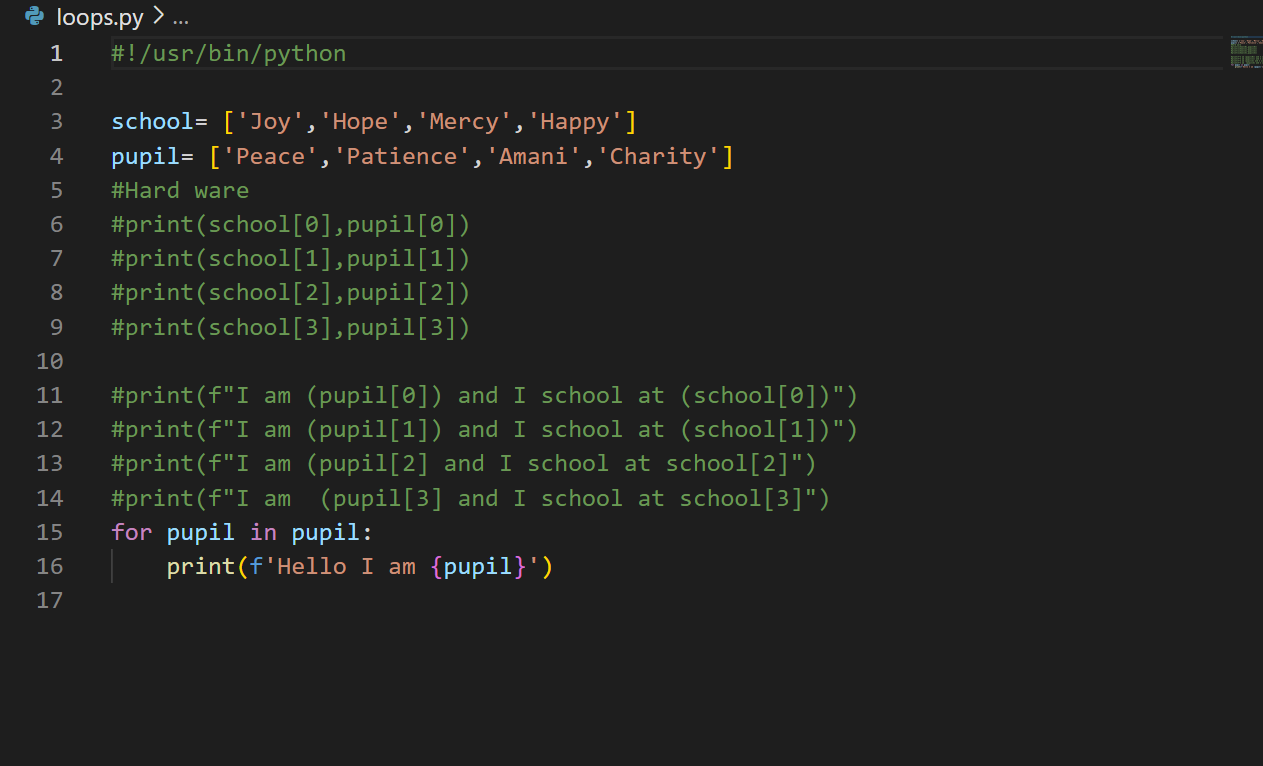 loops.py > ...
1 #!/usr/bin/python
2
3 school= ['Joy','Hope','Mercy','Happy']
4 pupil= ['Peace','Patience','Amani','Charity']
5 #Hard ware
6 #print(school[0],pupil[0])
7 #print(school[1],pupil[1])
8 #print(school[2],pupil[2])
9 #print(school[3],pupil[3])
10
11 #print(f"I am (pupil[0]) and I school at (school[0])")
12 #print(f"I am (pupil[1]) and I school at (school[1])")
13 #print(f"I am (pupil[2] and I school at school[2]")
14 #print(f"I am  (pupil[3] and I school at school[3]")
15 for pupil in pupil:
16     print(f'Hello I am {pupil}')
17